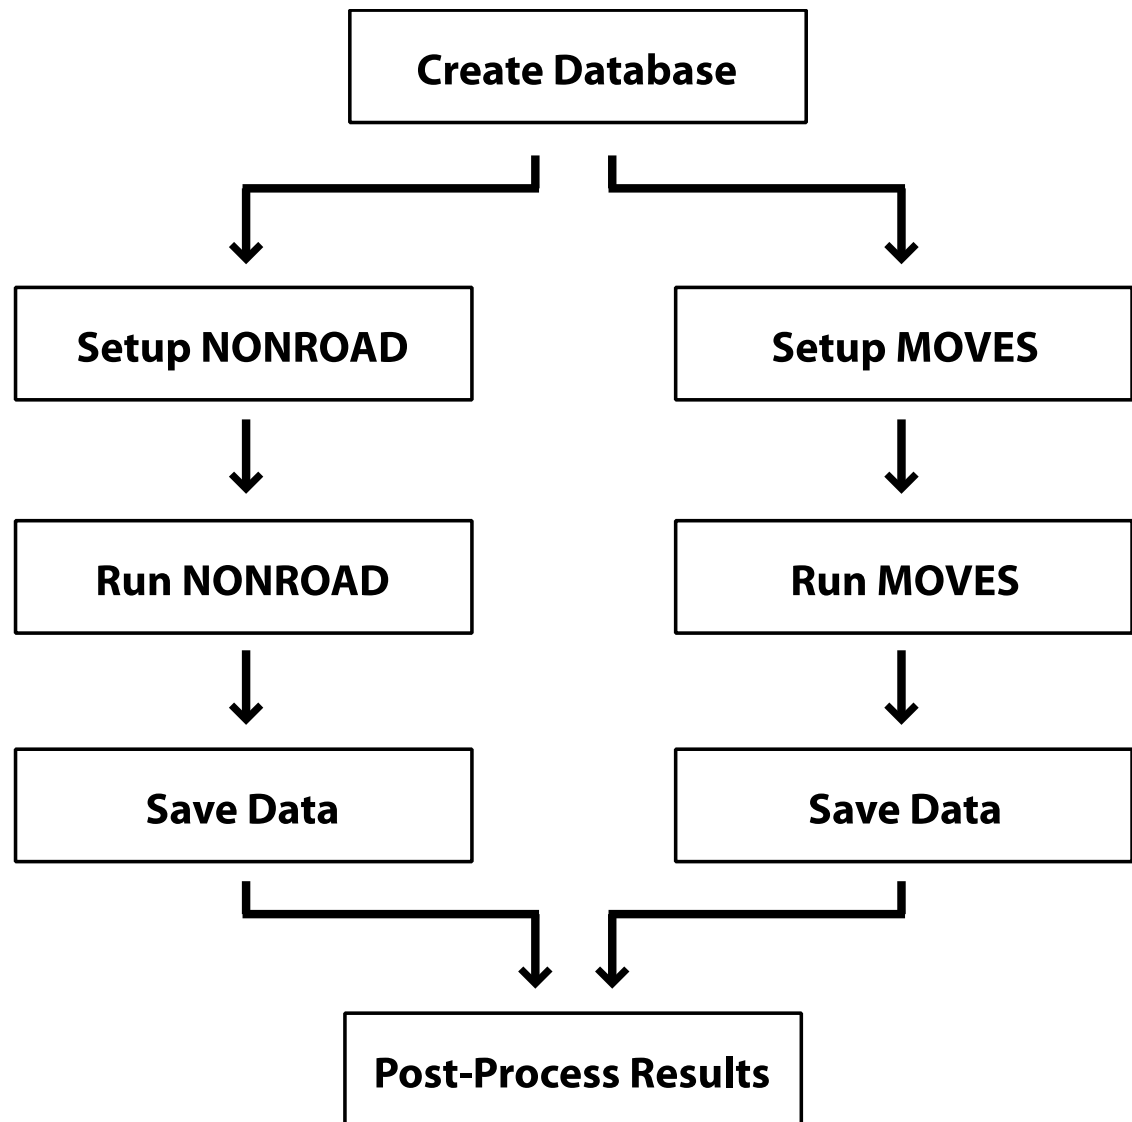 Create Database
Setup NONROAD
Setup MOVES
Run NONROAD
Run MOVES
Save Data
Save Data
Post-Process Results